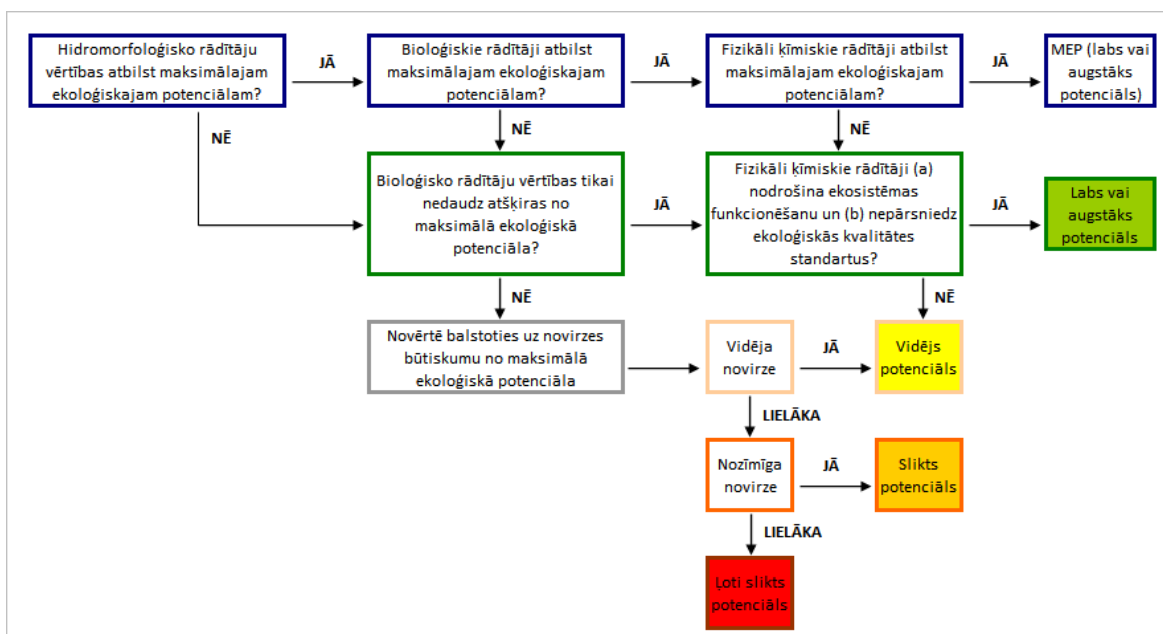 Hidromorfoloģisko rādītāju
vērtības atbilst maksimālajam
ekoloģiskajam potenciālam?
JĀ
Bioloģiskie rādītāji atbilst
maksimālajam ekoloģiskajam
potenciālam?
JĀ
Fizikāli ķīmiskie rādītāji atbilst
maksimālajam ekoloģiskajam
potenciālam?
JĀ
MEP (labs vai
augstāks
potenciāls)
NĒ
NĒ
NĒ
Bioloģisko rādītāju vērtības tikai
nedaudz atšķiras no
maksimālā ekoloģiskā
potenciāla?
JĀ
Fizikāli ķīmiskie rādītāji (a)
nodrošina ekosistēmas
funkcionēšanu un (b) nepārsniedz
ekoloģiskās kvalitātes
standartus?
JĀ
Labs vai
augstāks
potenciāls
NĒ
NĒ
Novērtē balstoties uz novirzes
būtiskumu no maksimālā
ekoloģiskā potenciāla
Vidēja
novirze
JĀ
Vidējs
potenciāls
LIELĀKA
Nozīmīga
novirze
JĀ
Slikts
potenciāls
LIELĀKA
Ļoti slikts
potenciāls